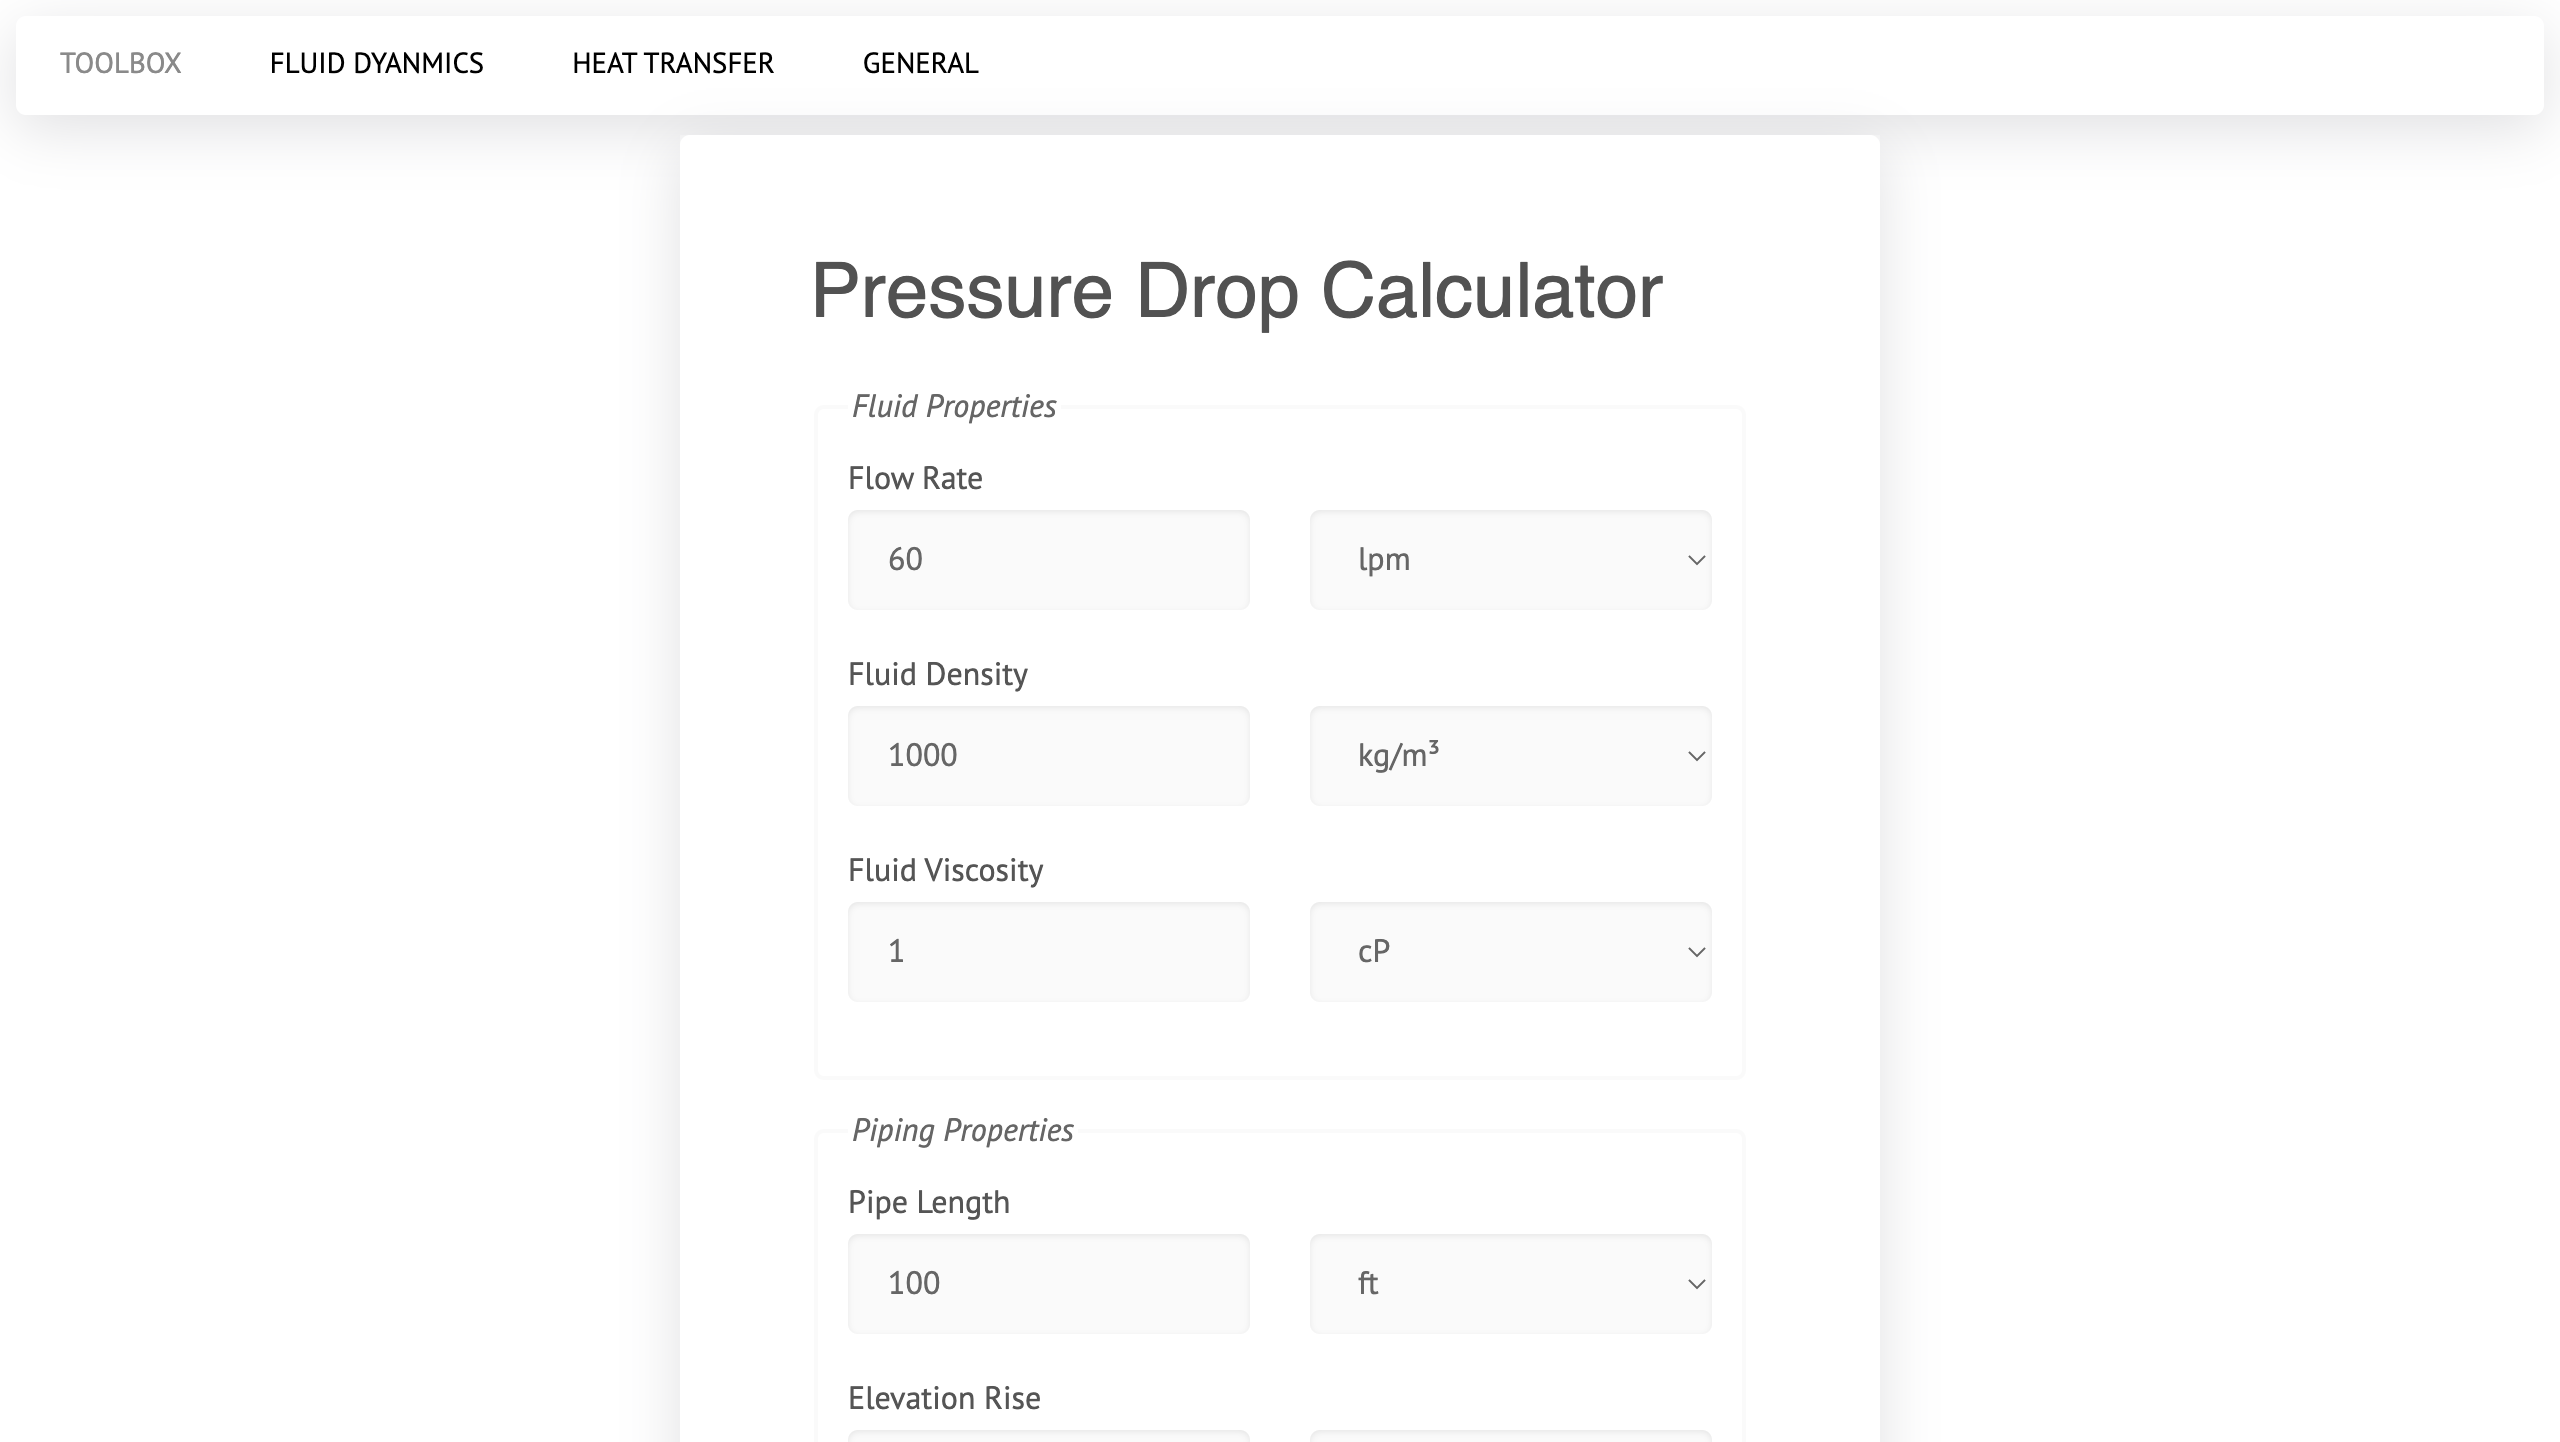 TOOLBOX FLUID DYANMICS HEAT TRANSFER GENERAL
Pressure Drop Calculator
Fluid Properties
Flow Rate
60 lpm
Fluid Density
1000 kg/m³
Fluid Viscosity
1 cP
Piping Properties
Pipe Length
100 ft
Elevation Rise